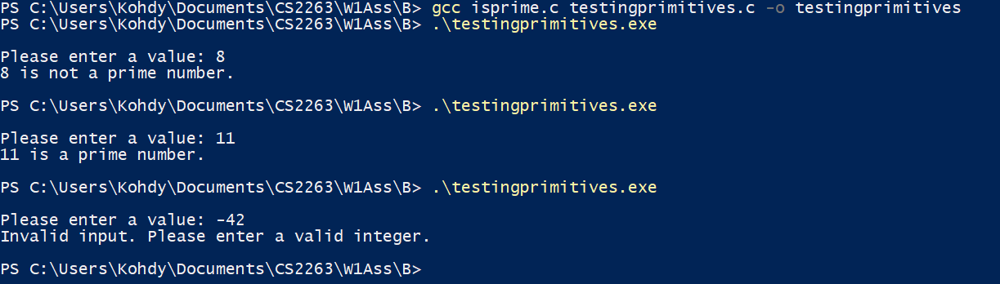 PS C:\Users\Kohdy\Documents\CS2263\W1Ass\B> gcc isprime.c testingprimitives.c -o testingprimitives
PS C:\Users\Kohdy\Documents\CS2263\W1Ass\B> .\testingprimitives.exe
Please enter a value: 8
8 is not a prime number.
PS C:\Users\Kohdy\Documents\CS2263\W1Ass\B> .\testingprimitives.exe
Please enter a value: 11
11 is a prime number.
PS C:\Users\Kohdy\Documents\CS2263\W1Ass\B> .\testingprimitives.exe
Please enter a value: -42
Invalid input. Please enter a valid integer.
PS C:\Users\Kohdy\Documents\CS2263\W1Ass\B>